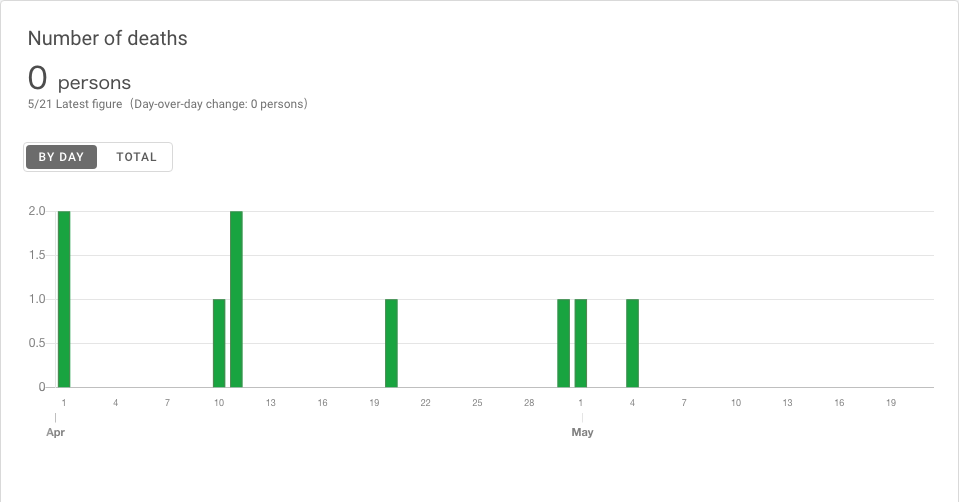 Number of deaths
0 persons
5/21 Latest figure（Day-over-day change: 0 persons）
BY DAY TOTAL
2.0
1.5
1.0
0.5
0
1 4 7 10 13 16 19 22 25 28 1 4 7 10 13 16 19
Apr May